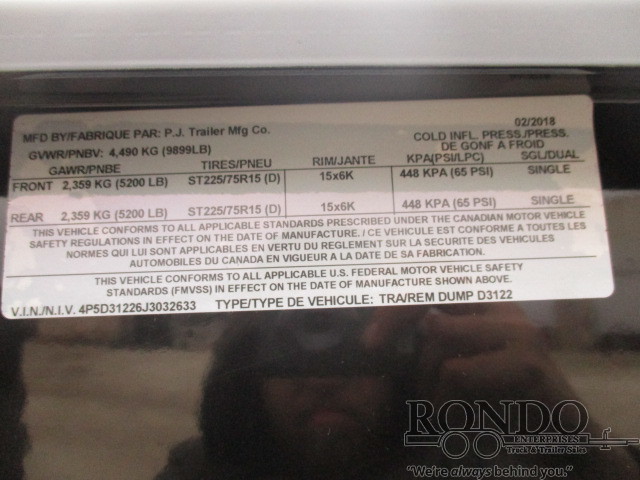 MFD BY/FABRIQUE PAR: P.J. Trailer Mfg Co. 02/2018
GVWR/PNBV: 4,490 KG (9899LB) COLD INFL. PRESS/PRESS.
DE GONF A FROID
GAWR/PNBE TIRES/PNEU RIM/JANTE KPA(PSI/LPC) SGL/DUAL
FRONT 2,359 KG (5200 LB) ST225/75R15 (D) 15x6K 448 KPA (65 PSI) SINGLE
REAR 2,359 KG (5200 LB) ST225/75R15 (D) 15x6K 448 KPA (65 PSI) SINGLE
THIS VEHICLE CONFORMS TO ALL APPLICABLE STANDARDS PRESCRIBED UNDER THE CANADIAN MOTOR VEHICLE
SAFETY REGULATIONS IN EFFECT ON THE DATE OF MANUFACTURE. / CE VEHICULE EST CONFORME A TOUTES LES
NORMES QUI LUI SONT APPLICABLES EN VERTU DU REGLEMENT SUR LA SECURITE DES VEHICULES
AUTOMOBILES DU CANADA EN VIGUEUR A LA DATE DE SA FABRICATION.
THIS VEHICLE CONFORMS TO ALL APPLICABLE U.S. FEDERAL MOTOR VEHICLE SAFETY
STANDARDS (FMVSS) IN EFFECT ON THE DATE OF MANUFACTURE SHOWN ABOVE
V.I.N./N.I.V. 4P5D31226J3032633 TYPE/TYPE DE VEHICULE: TRA/REM DUMP D3122
RONDO
ENTERPRISES
Truck & Trailer Sales
"We're always behind you."